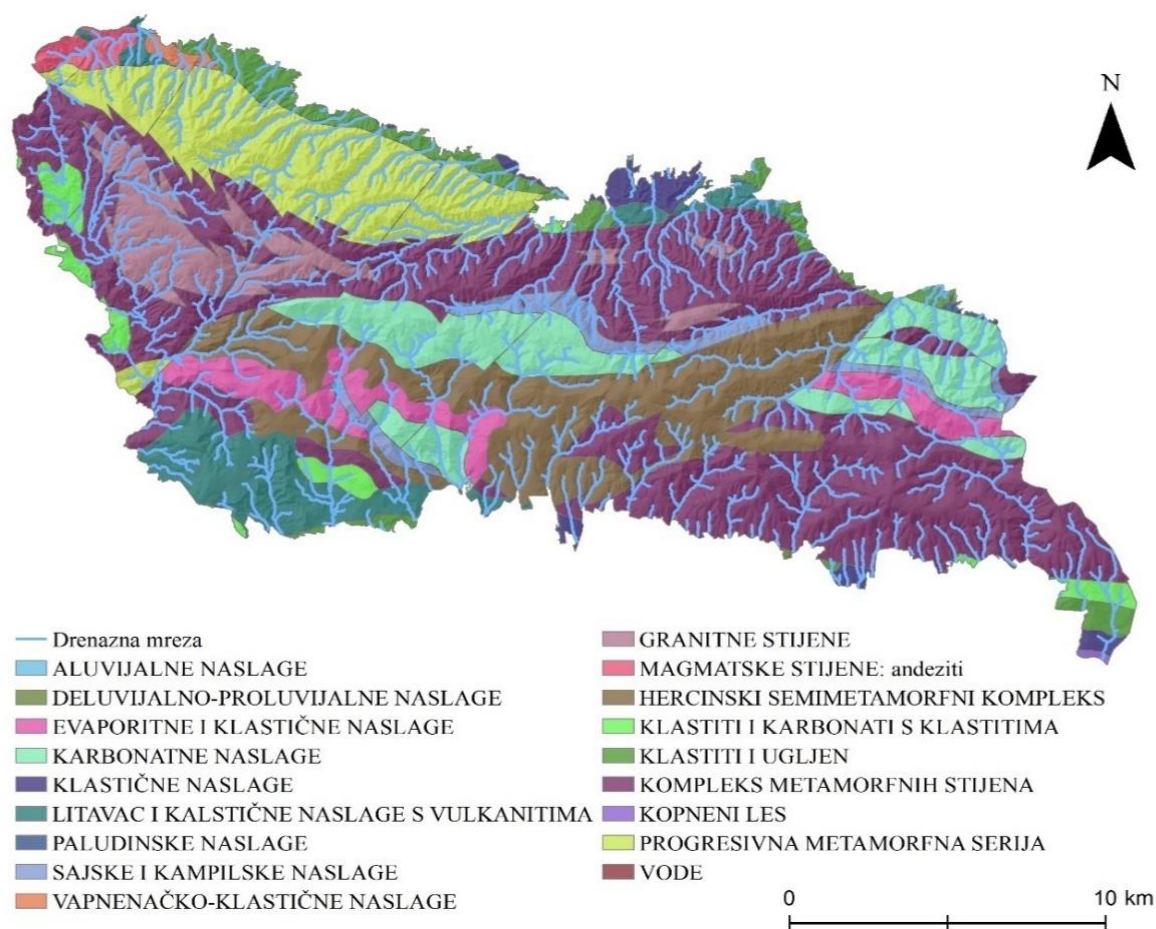 N
Drenazna mreza
ALUVIJALNE NASLAGE
DELUVIJALNO-PROLUVIJALNE NASLAGE
EVAPORITNE I KLASTIČNE NASLAGE
KARBONATNE NASLAGE
KLASTIČNE NASLAGE
LITAVAC I KALSTIČNE NASLAGE S VULKANITIMA
PALUDINSKE NASLAGE
SAJSKE I KAMPILSKE NASLAGE
VAPNENAČKO-KLASTIČNE NASLAGE
GRANITNE STIJENE
MAGMATSKE STIJENE: andeziti
HERCINSKI SEMIMETAMORFNI KOMPLEKS
KLASTITI I KARBONATI S KLASTITIMA
KLASTITI I UGLJEN
KOMPLEKS METAMORFNIH STIJENA
KOPNENI LES
PROGRESIVNA METAMORFNA SERIJA
VODE
0 10 km